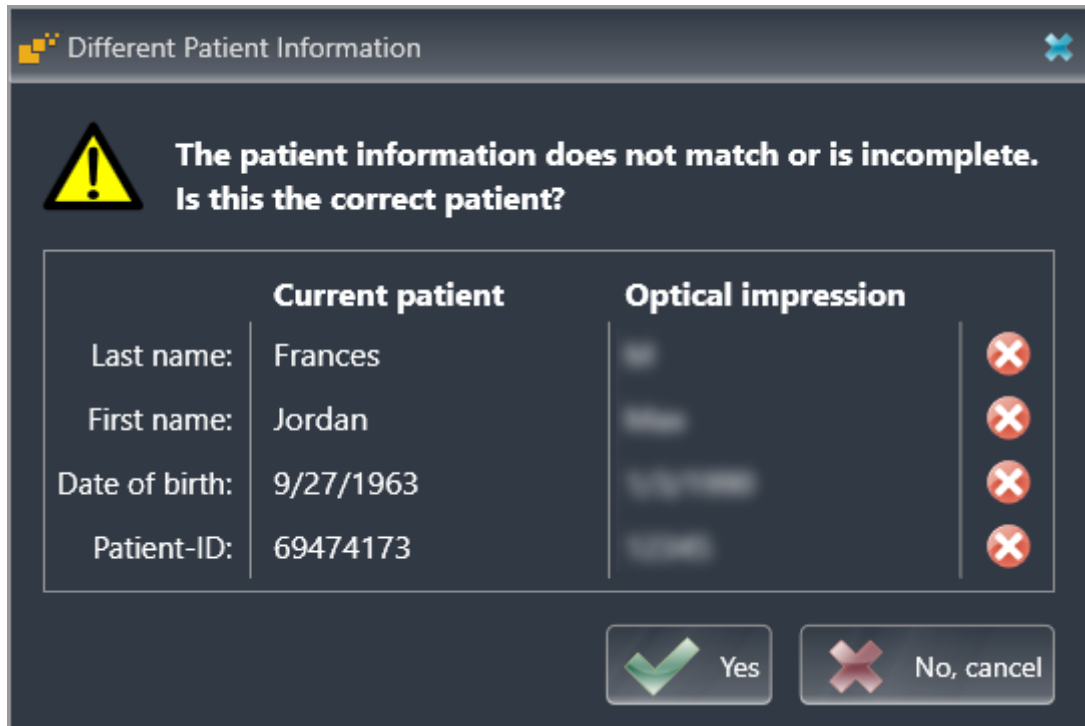 Different Patient Information
The patient information does not match or is incomplete.
Is this the correct patient?
Current patient Optical impression
Last name: Frances
First name: Jordan
Date of birth: 9/27/1963
Patient-ID: 69474173
Yes No, cancel